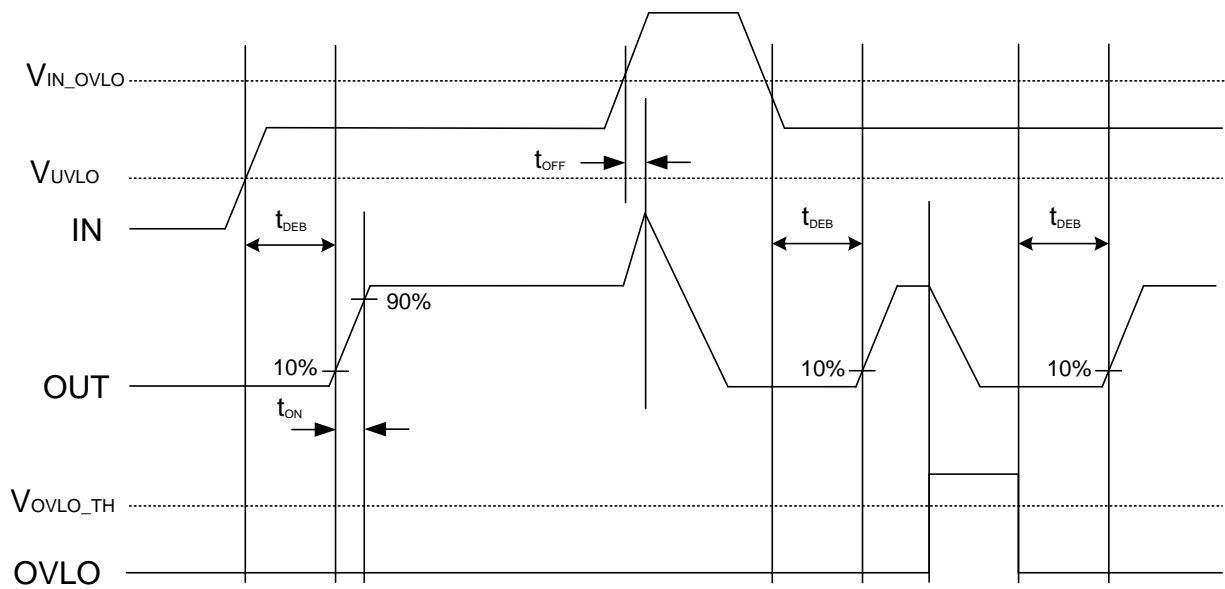 VIN_OVLO
tOFF
VUVLO
IN
tDEB
tDEB
tDEB
90%
10%
10%
10%
OUT
tON
VOVLO_TH
OVLO